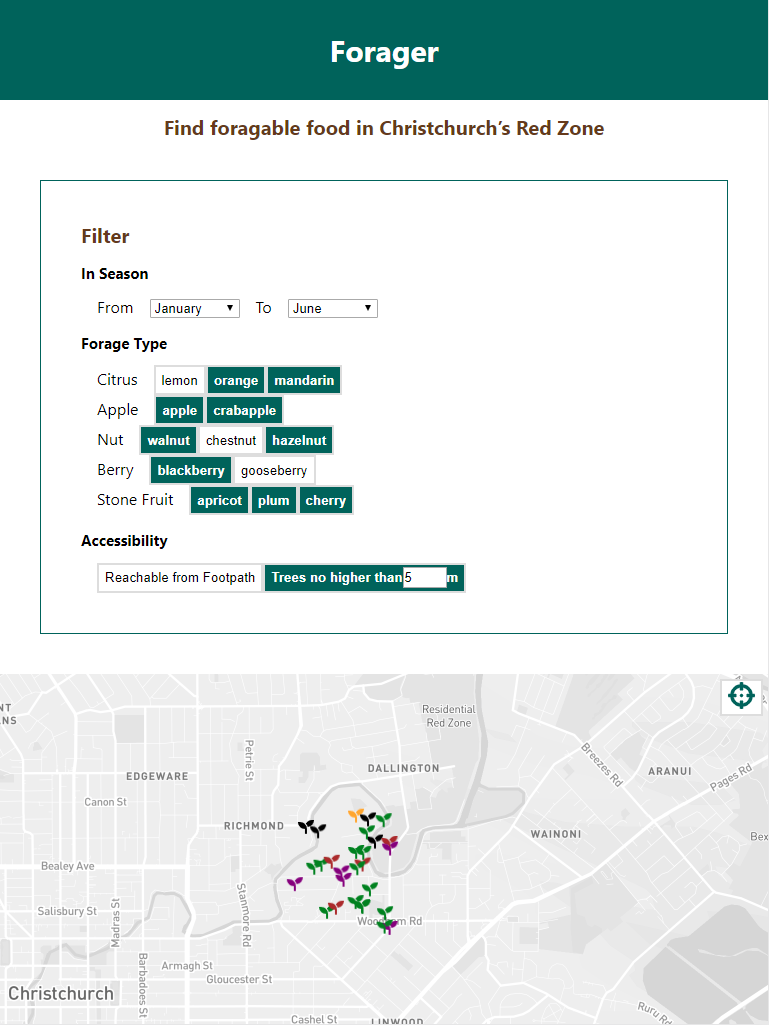 Forager
Find foragable food in Christchurch's Red Zone
Filter
In Season
From January To June
Forage Type
Citrus lemon orange mandarin
Apple apple crabapple
Nut walnut chestnut hazelnut
Berry blackberry gooseberry
Stone Fruit apricot plum cherry
Accessibility
Reachable from Footpath Trees no higher than 5 m
NT
NS
Residential
Red Zone
Petrie St
Breezes Rd
DALLINGTON
ARANUI
Pages Rd
EDGEWARE
Canon St
RICHMOND
WAINONI
Bex
Bealey Ave
Stanmore Rd
Salisbury St
Madras St
Barbadoes St
Armagh St
Gloucester St
Christchurch
Cashel St
LINWOOD
Ruru Rd